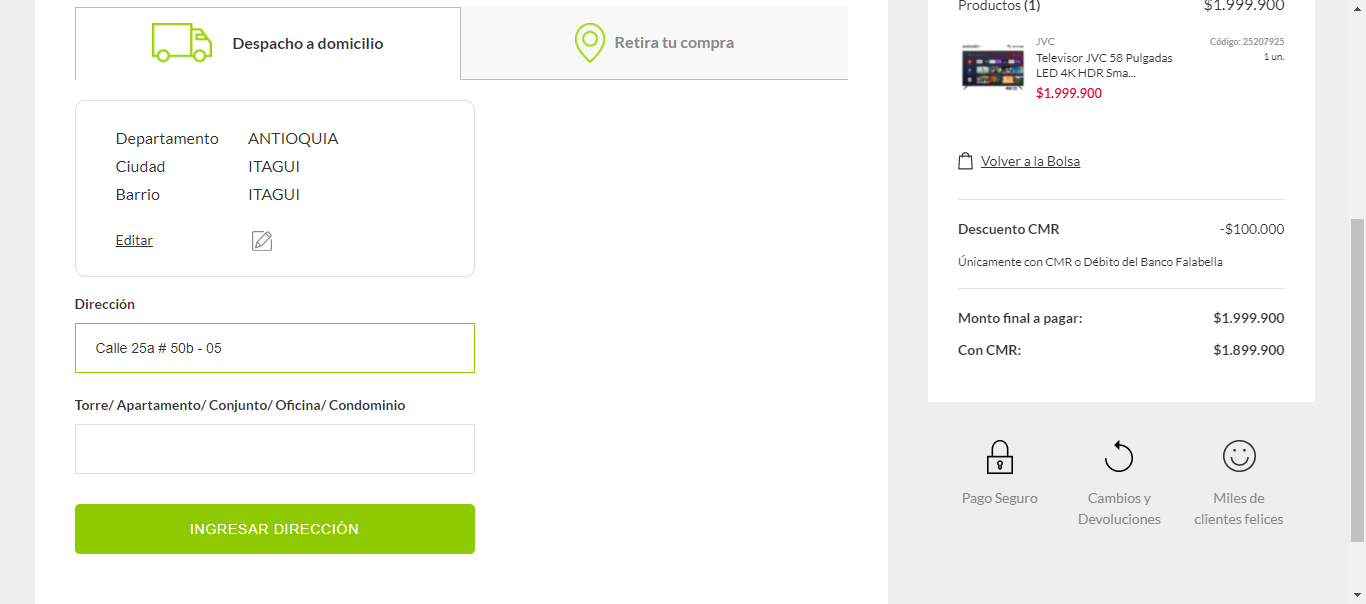 Despacho a domicilio
Retira tu compra
Departamento ANTIOQUIA
Ciudad ITAGUI
Barrio ITAGUI
Editar
Dirección
Calle 25a # 50b - 05
Torre/ Apartamento/ Conjunto/ Oficina/ Condominio
INGRESAR DIRECCIÓN
Productos (1) $1.999.900
JVC Código: 25207925
Televisor JVC 58 Pulgadas 1 un.
LED 4K HDR Sma...
$1.999.900
Volver a la Bolsa
Descuento CMR -$100.000
Únicamente con CMR o Débito del Banco Falabella
Monto final a pagar: $1.999.900
Con CMR: $1.899.900
Pago Seguro
Cambios y
Devoluciones
Miles de
clientes felices